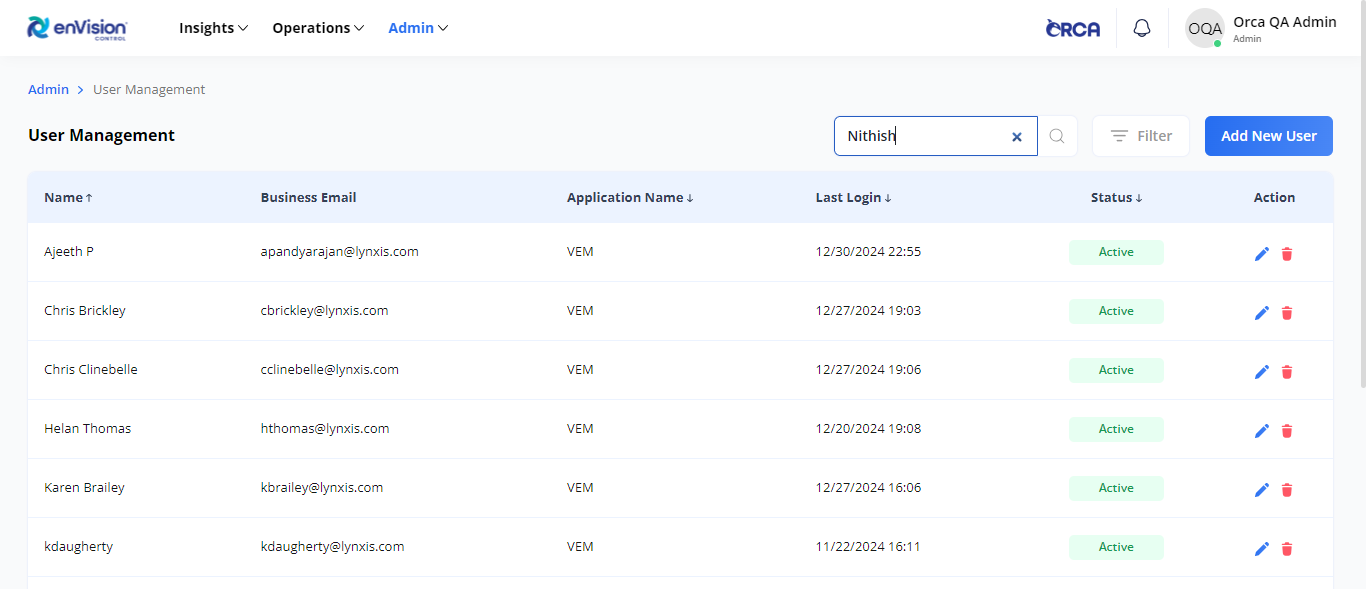 enVision
CONTROL
Insights
Operations
Admin
ORCA
OQA
Orca QA Admin
Admin
Admin > User Management
User Management
Nithish
Filter
Add New User
Name↑ Business Email Application Name↓ Last Login↓ Status↓ Action
Ajeeth P apandyarajan@lynxis.com VEM 12/30/2024 22:55 Active
Chris Brickley cbrickley@lynxis.com VEM 12/27/2024 19:03 Active
Chris Clinebelle cclinebelle@lynxis.com VEM 12/27/2024 19:06 Active
Helan Thomas hthomas@lynxis.com VEM 12/20/2024 19:08 Active
Karen Brailey kbrailey@lynxis.com VEM 12/27/2024 16:06 Active
kdaugherty kdaugherty@lynxis.com VEM 11/22/2024 16:11 Active